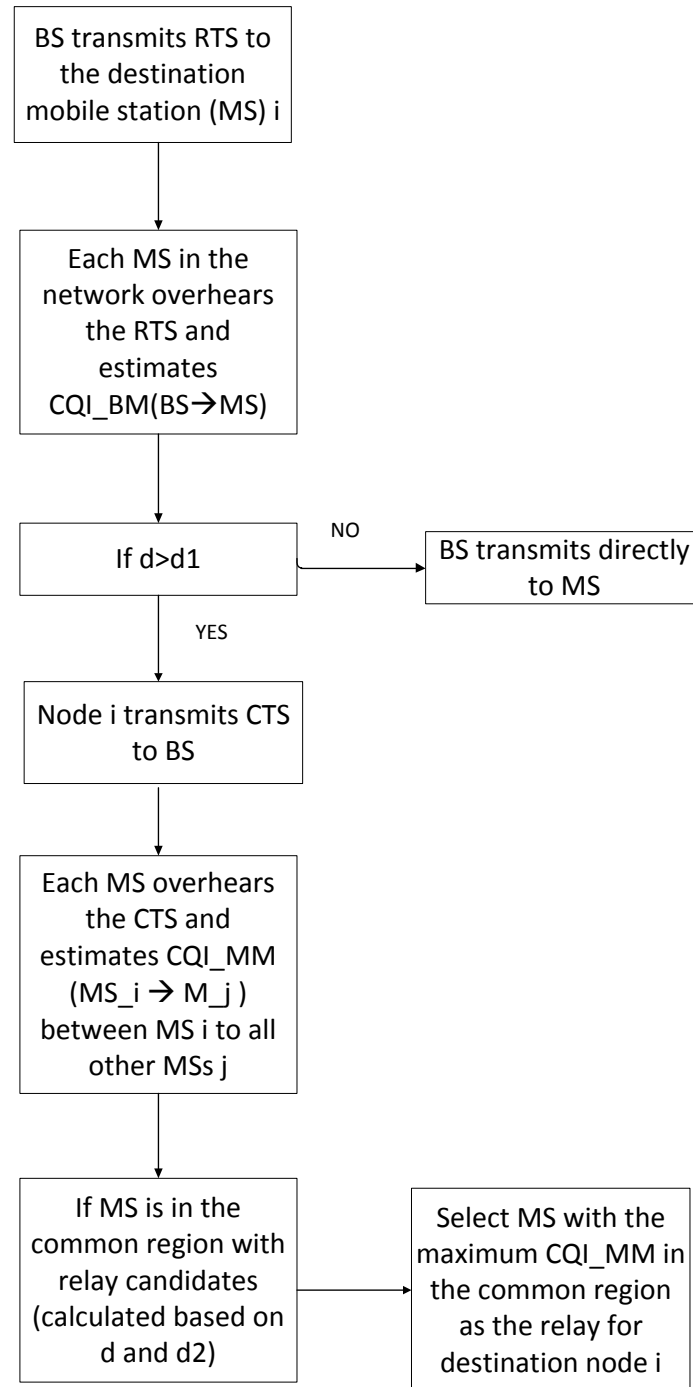 BS transmits RTS to
the destination
mobile station (MS) i
Each MS in the
network overhears
the RTS and
estimates
CQI_BM(BS→MS)
If d>d1
NO
BS transmits directly
to MS
YES
Node i transmits CTS
to BS
Each MS overhears
the CTS and
estimates CQI_MM
(MS_i → M_j )
between MS i to all
other MSs j
If MS is in the
common region with
relay candidates
(calculated based on
d and d2)
Select MS with the
maximum CQI_MM in
the common region
as the relay for
destination node i